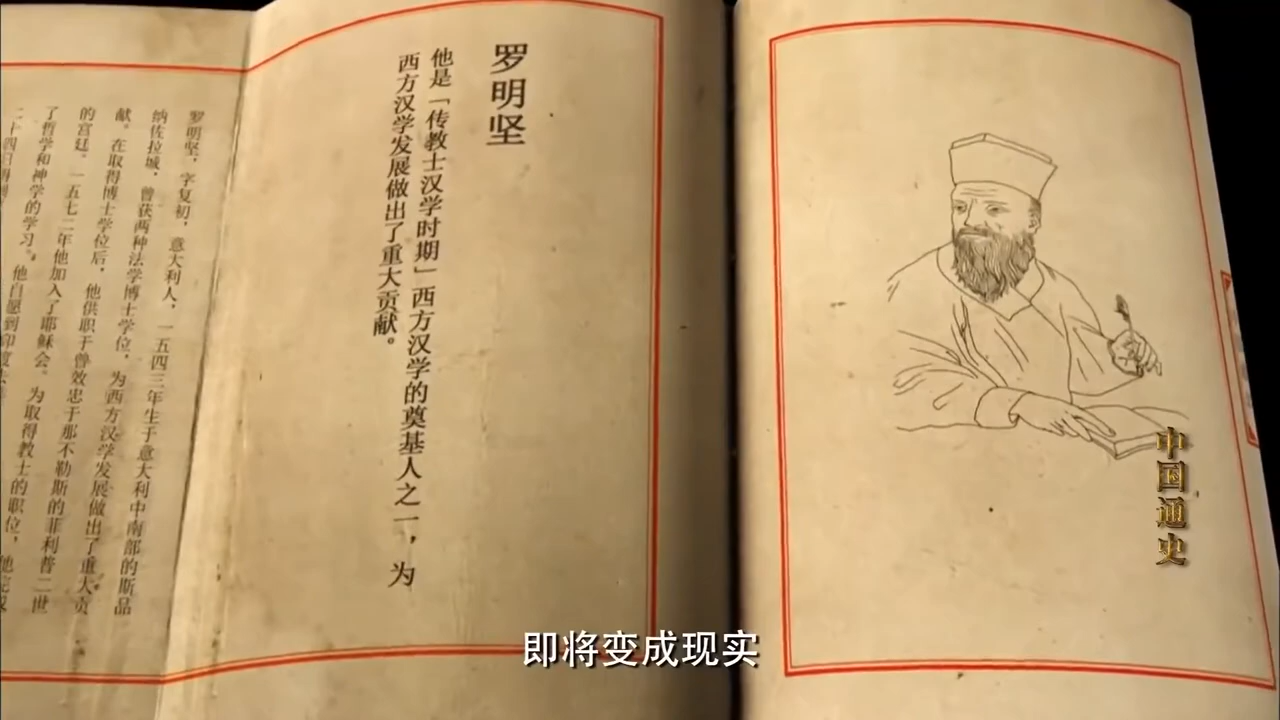 罗明坚
他是「传教士汉学时期」西方汉学的奠基人之一，为
西方汉学发展做出了重大贡献。
罗明坚，字复初，意大利人，一五四三年生于意大利中南部的斯品
纳佐拉城，曾获两种法学博士学位，为西方汉学发展做出了重大贡
献。在取得博士学位后，他供职于曾效忠于那不勒斯的菲利普二世
的宫廷。一五七二年他加入了耶稣会。为取得教士的职位，他完成
了哲学和神学的学习。他自愿到印度去
中国通史
即将变成现实